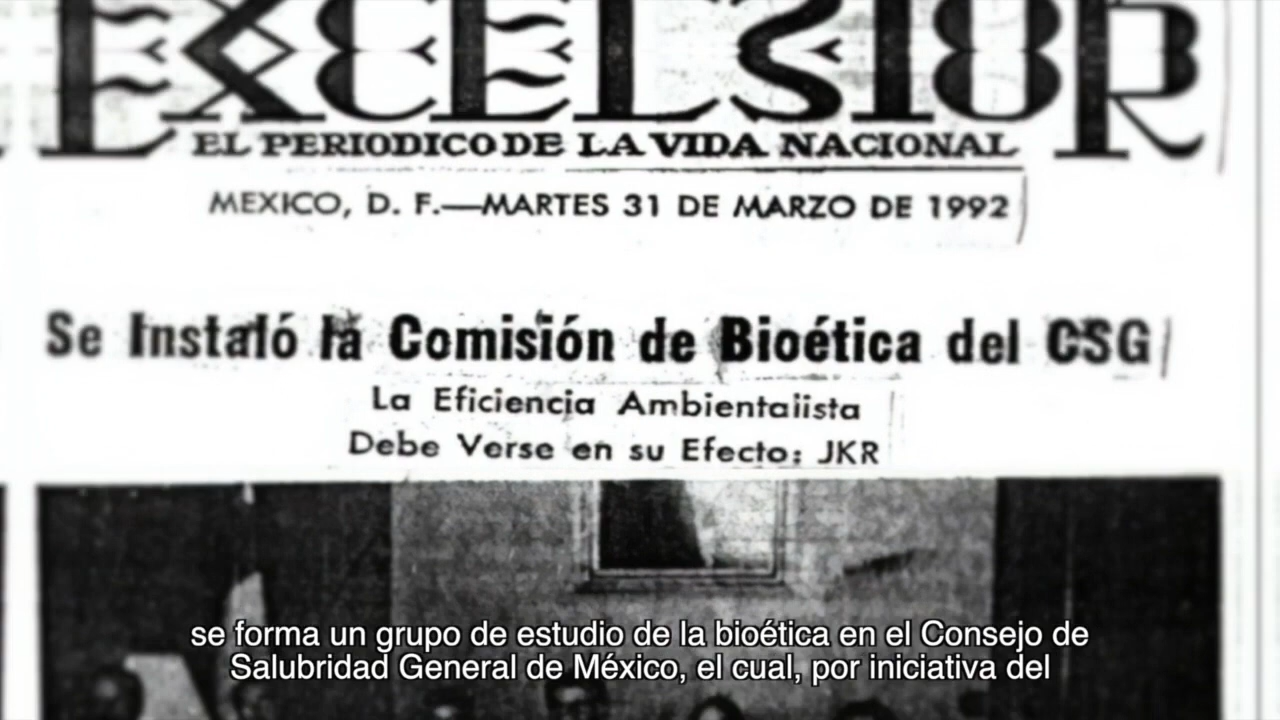 EXCELSIOR
EL PERIODICO DE LA VIDA NACIONAL
MEXICO, D. F.—MARTES 31 DE MARZO DE 1992
Se Instaló la Comisión de Bioética del CSG
La Eficiencia Ambientalista
Debe Verse en su Efecto: JKR
se forma un grupo de estudio de la bioética en el Consejo de
Salubridad General de México, el cual, por iniciativa del